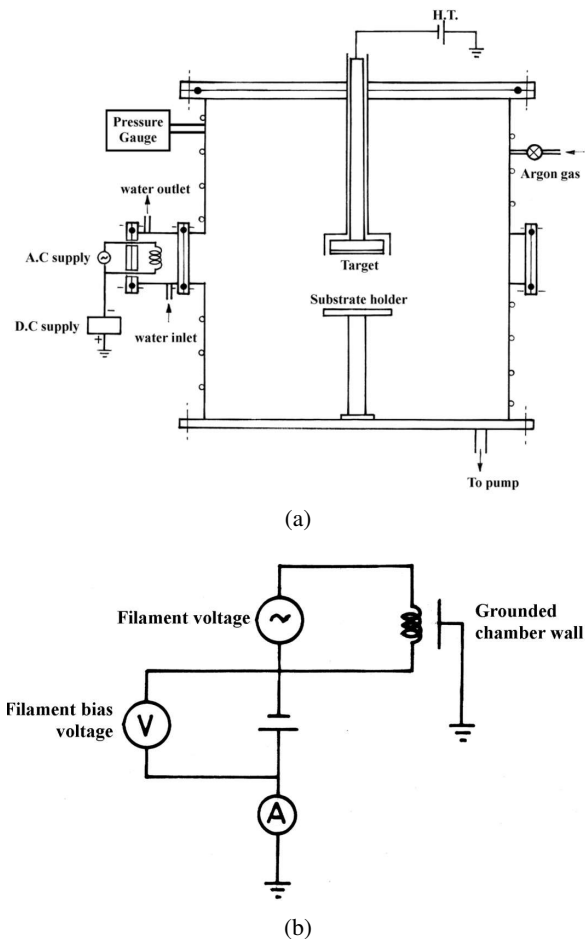 H.T.
Pressure
Gauge
Argon gas
water outlet
A.C supply
Target
Substrate holder
D.C supply
−
+
water inlet
To pump
(a)
Filament voltage
~
Grounded
chamber wall
Filament bias
voltage
V
A
(b)